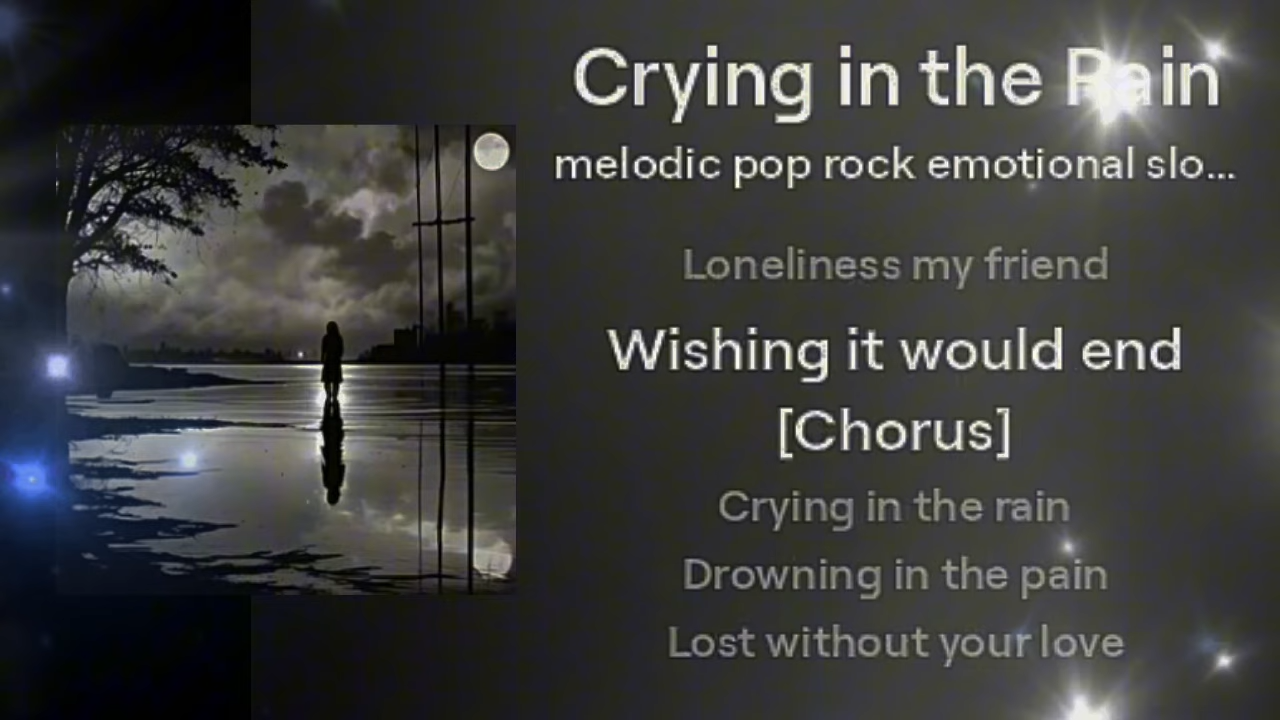 Crying in the Rain
melodic pop rock emotional slo...
Loneliness my friend
Wishing it would end
[Chorus]
Crying in the rain
Drowning in the pain
Lost without your love